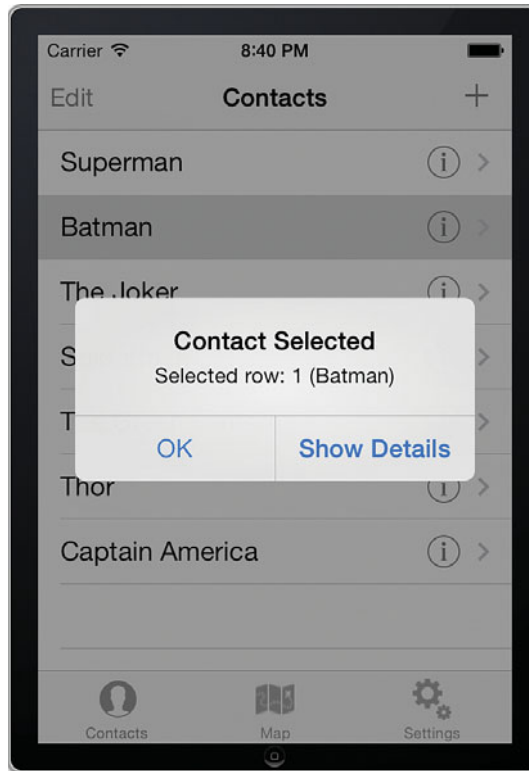 Carrier 8:40 PM
Edit Contacts +
Superman
Batman
The Joker
S
T
Contact Selected
Selected row: 1 (Batman)
OK Show Details
Thor
Captain America
Contacts Map Settings